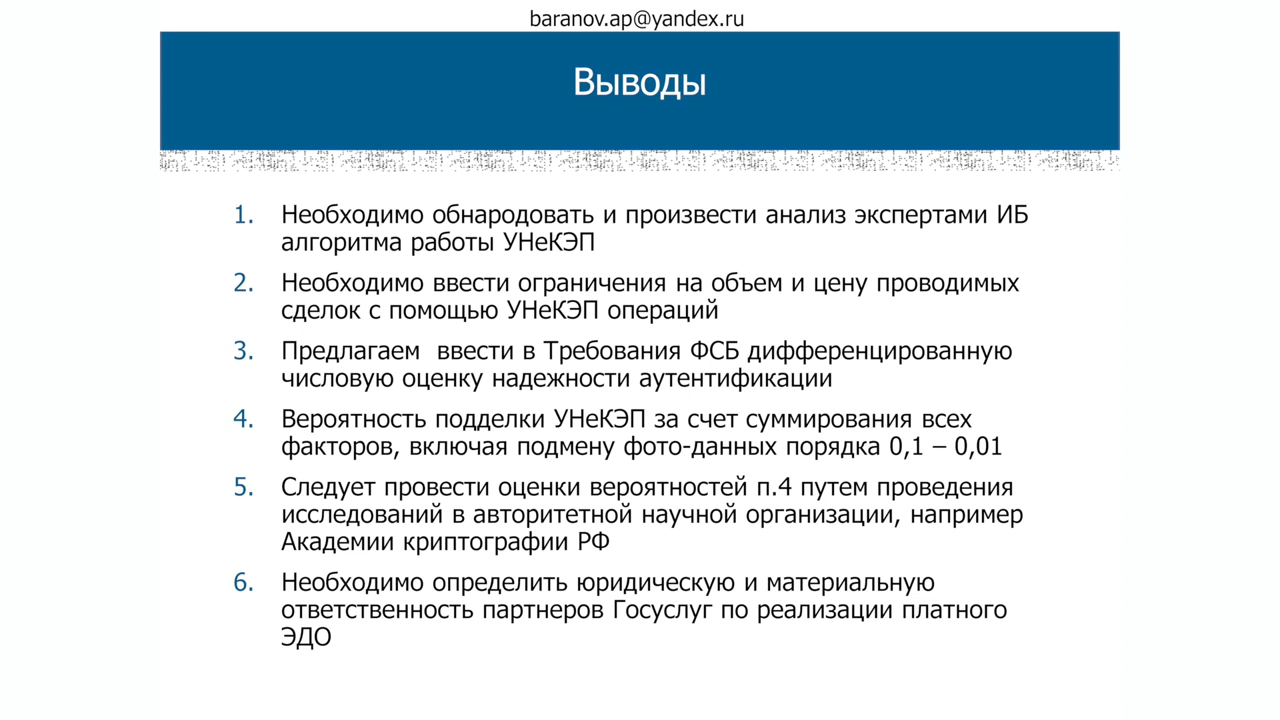 baranov.ap@yandex.ru
Выводы
1. Необходимо обнародовать и произвести анализ экспертами ИБ
алгоритма работы УНеКЭП
2. Необходимо ввести ограничения на объем и цену проводимых
сделок с помощью УНеКЭП операций
3. Предлагаем ввести в Требования ФСБ дифференцированную
числовую оценку надежности аутентификации
4. Вероятность подделки УНеКЭП за счет суммирования всех
факторов, включая подмену фото-данных порядка 0,1 – 0,01
5. Следует провести оценки вероятностей п.4 путем проведения
исследований в авторитетной научной организации, например
Академии криптографии РФ
6. Необходимо определить юридическую и материальную
ответственность партнеров Госуслуг по реализации платного
ЭДО